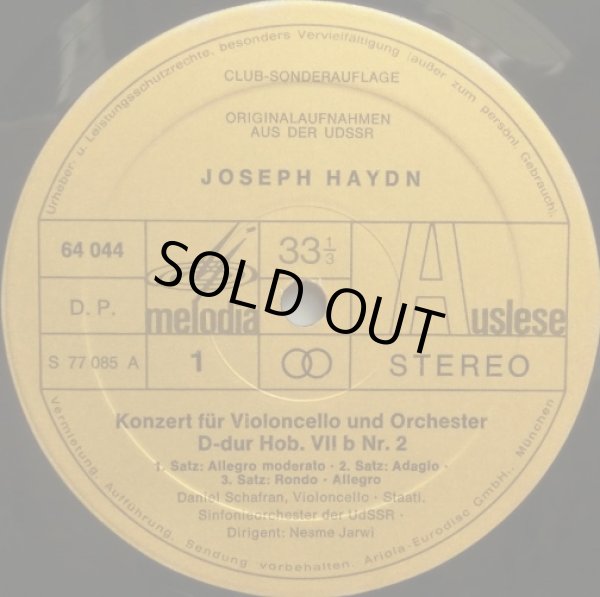 Urheber- u. Leistungsschutzrechte, besonders Vervielfältigung (außer zum persönl. Gebrauch),
CLUB-SONDERAUFLAGE
ORIGINALAUFNAHMEN
AUS DER UDSSR
JOSEPH HAYDN
64 044
33 1/3
D. P.
melodia
Auslese
SOLD OUT
S 77 085 A
1
STEREO
Konzert für Violoncello und Orchester
D-dur Hob. VII b Nr. 2
1. Satz: Allegro moderato · 2. Satz: Adagio ·
3. Satz: Rondo · Allegro
Daniel Schafran, Violoncello · Staatl.
Sinfonieorchester der UdSSR ·
Dirigent: Nesme Jarwi
Vermietung, Aufführung, Sendung vorbehalten. Ariola-Eurodisc GmbH., München